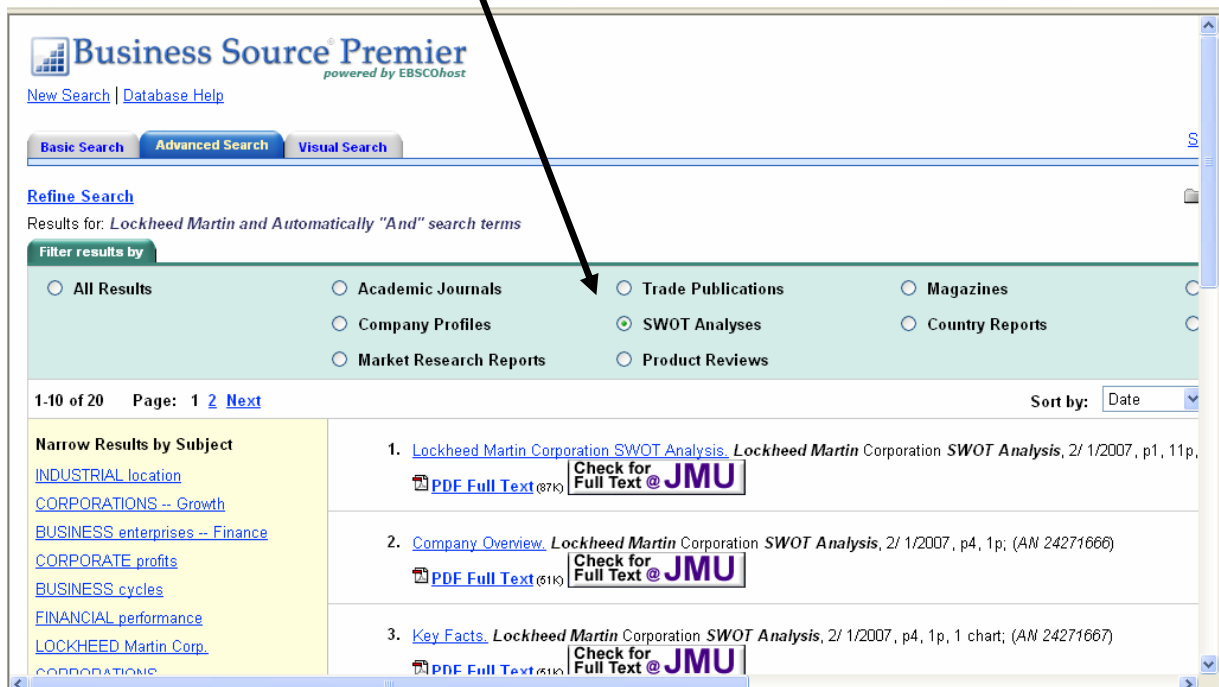 Business Source® Premier
powered by EBSCOhost
New Search | Database Help
Basic Search Advanced Search Visual Search
S
Refine Search
Results for: Lockheed Martin and Automatically "And" search terms
Filter results by
All Results Academic Journals Trade Publications Magazines
Company Profiles SWOT Analyses Country Reports
Market Research Reports Product Reviews
1-10 of 20 Page: 1 2 Next
Sort by: Date
Narrow Results by Subject
INDUSTRIAL location
CORPORATIONS -- Growth
BUSINESS enterprises -- Finance
CORPORATE profits
BUSINESS cycles
FINANCIAL performance
LOCKHEED Martin Corp.
CORPORATIONS
1. Lockheed Martin Corporation SWOT Analysis. Lockheed Martin Corporation SWOT Analysis, 2/ 1/2007, p1, 11p,
PDF Full Text (87K) Check for
Full Text @ JMU
2. Company Overview. Lockheed Martin Corporation SWOT Analysis, 2/ 1/2007, p4, 1p; (AN 24271666)
PDF Full Text (51K) Check for
Full Text @ JMU
3. Key Facts. Lockheed Martin Corporation SWOT Analysis, 2/ 1/2007, p4, 1p, 1 chart; (AN 24271667)
PDF Full Text (51K) Check for
Full Text @ JMU